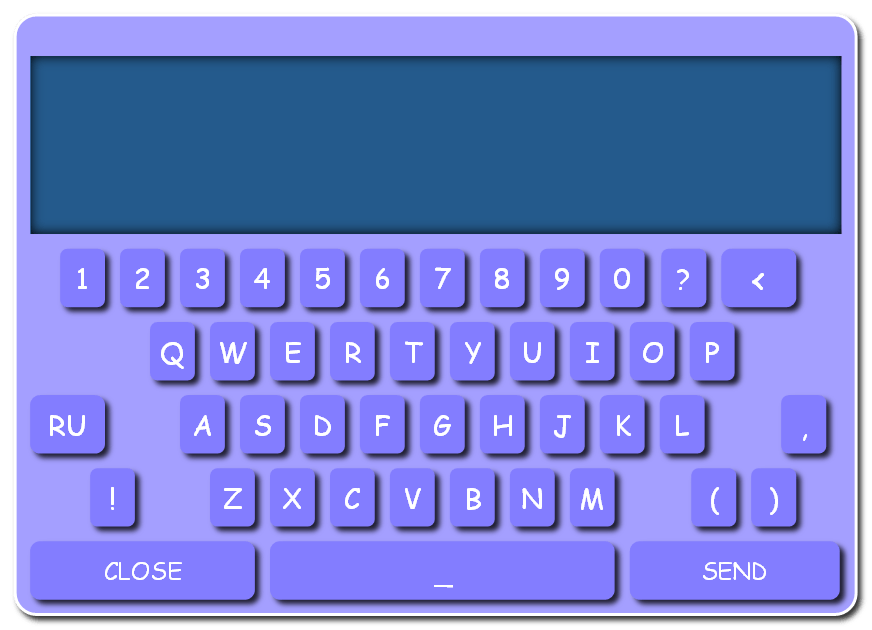 1 2 3 4 5 6 7 8 9 0 ? <
Q W E R T Y U I O P
RU A S D F G H J K L ,
! Z X C V B N M ( )
CLOSE _ SEND